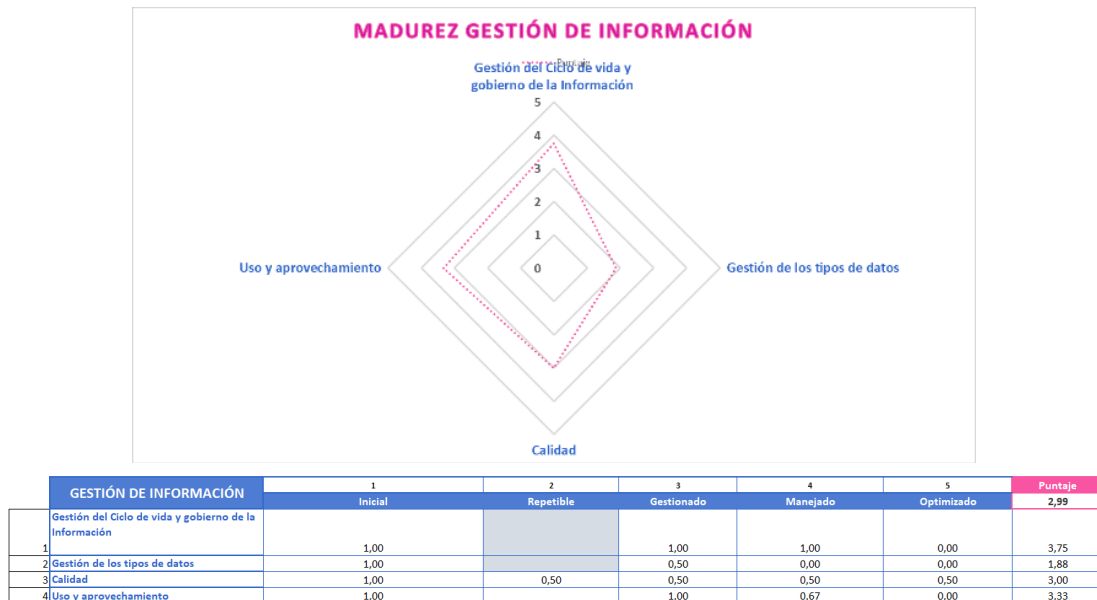 MADUREZ GESTIÓN DE INFORMACIÓN
Puntaje
Gestión del Ciclo de vida y
gobierno de la Información
5
4
3
2
1
0
Uso y aprovechamiento
Gestión de los tipos de datos
Calidad
GESTIÓN DE INFORMACIÓN 1 2 3 4 5 Puntaje
Inicial Repetible Gestionado Manejado Optimizado 2,99
Gestión del Ciclo de vida y gobierno de la
Información
1 1,00 1,00 1,00 0,00 3,75
2 Gestión de los tipos de datos 1,00 0,50 0,00 0,00 1,88
3 Calidad 1,00 0,50 0,50 0,50 0,50 3,00
4 Uso y aprovechamiento 1,00 1,00 0,67 0,00 3,33